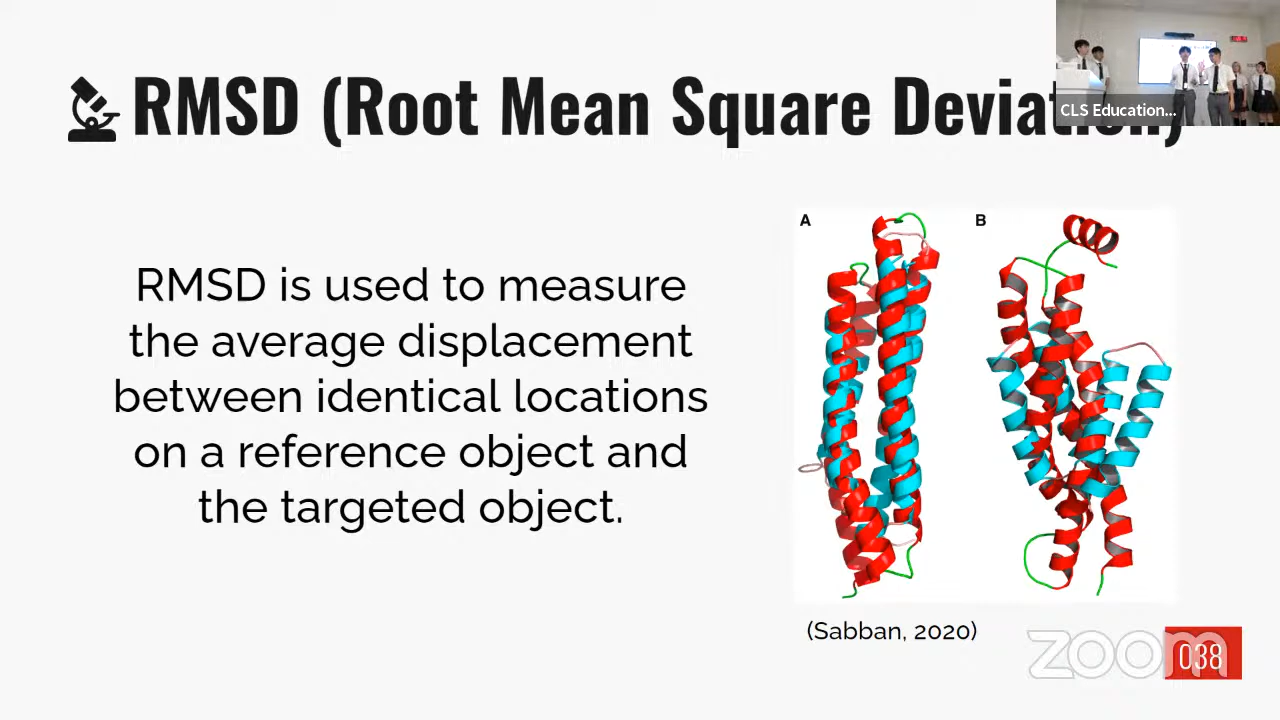 RMSD (Root Mean Square Deviation)
CLS Education...
A
B
RMSD is used to measure
the average displacement
between identical locations
on a reference object and
the targeted object.
(Sabban, 2020)
zoom
038